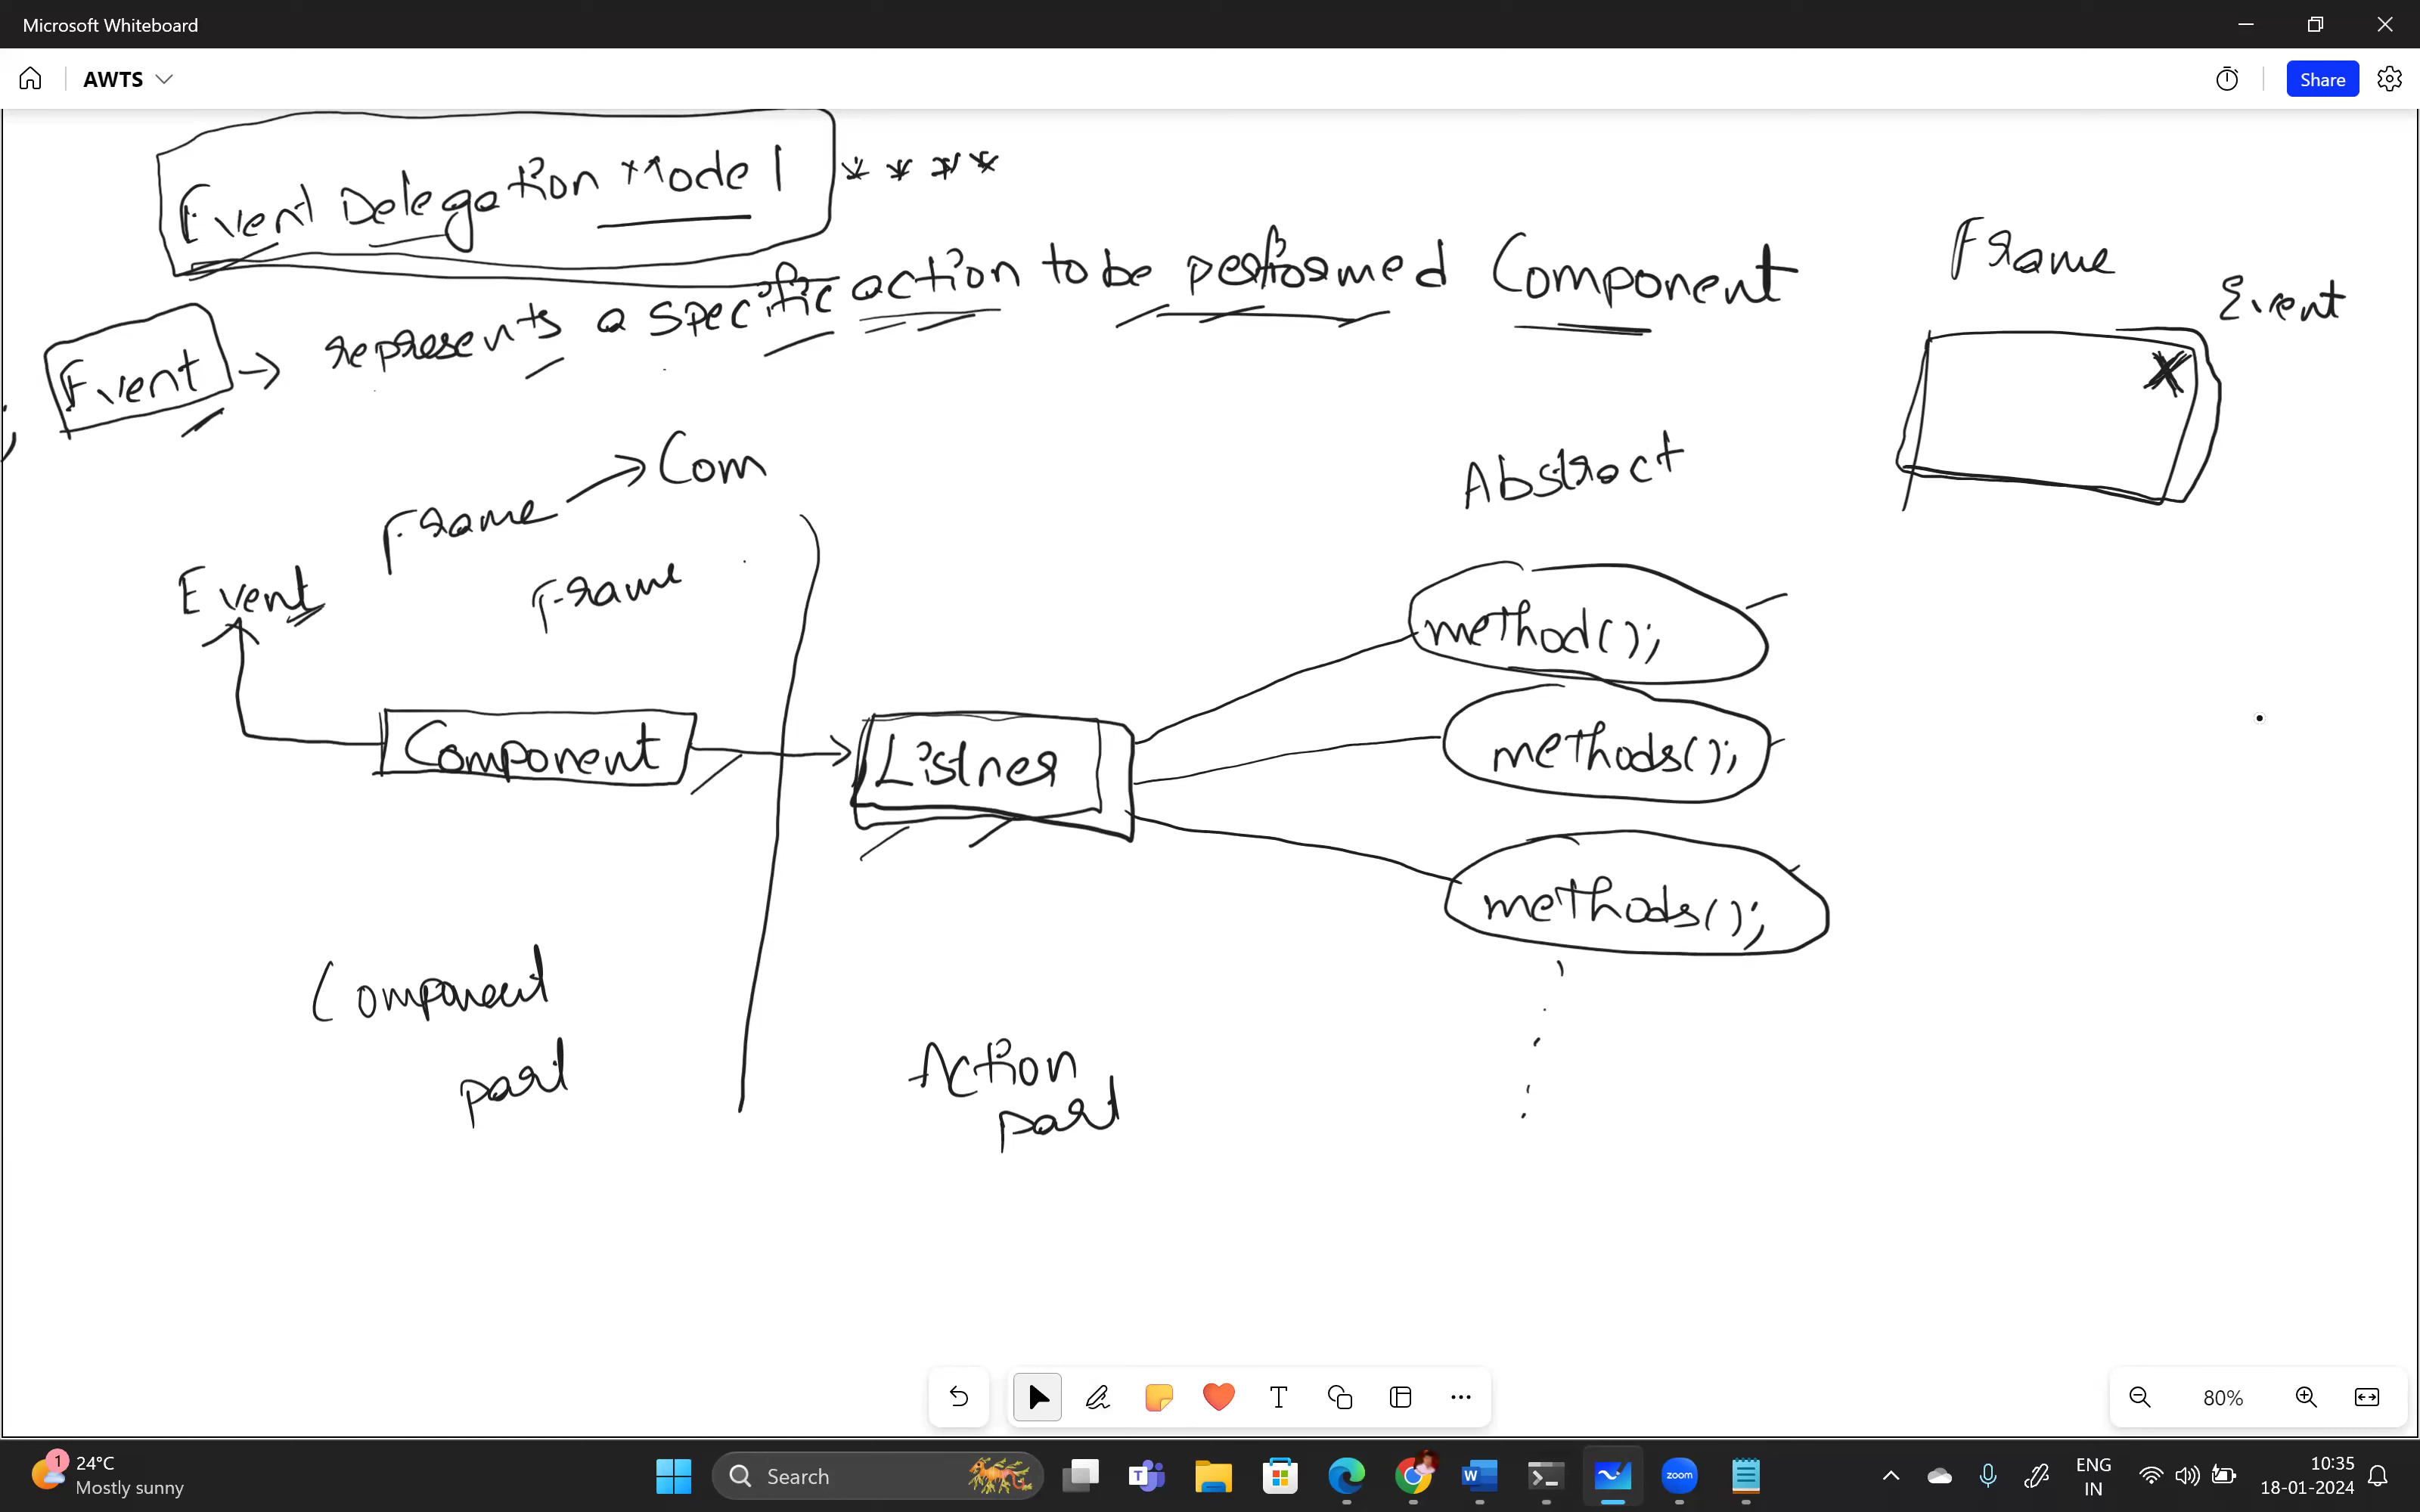 Microsoft Whiteboard
AWTS
Share
Event Delegation Model ****
Event → represents a specific action to be performed Component
Frame
Event
X
Frame → Com
Abstract
Event
Frame
method();
Component
Listner
methods();
methods();
Component
part
Action
part
80%
1
24°C
Mostly sunny
Search
zoom
ENG
IN
10:35
18-01-2024